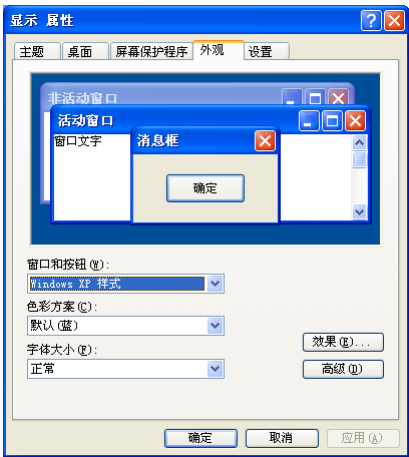 显示 属性
主题 桌面 屏幕保护程序 外观 设置
非活动窗口
活动窗口
窗口文字
消息框
确定
窗口和按钮(W):
Windows XP 样式
色彩方案(C):
默认(蓝)
字体大小(F):
正常
效果(E)...
高级(D)
确定 取消 应用(A)